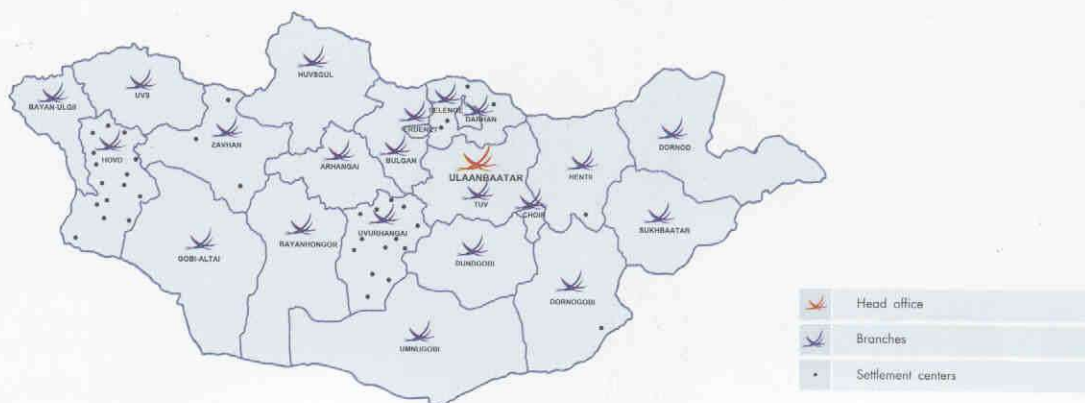 HUVSGUL
UVS
BAYAN-ULGII
SELENGE
DARHAN
ERDENET
ZAVHAN
DORNOD
HOVD
ARHANGAI
BULGAN
HENTII
ULAANBAATAR
TUV
CHOIR
SUKHBAATAR
UVURHANGAI
BAYANHONGOR
GOBI-ALTAI
DUNDGOBI
DORNOGOBI
UMNUGOBI
Head office
Branches
Settlement centers